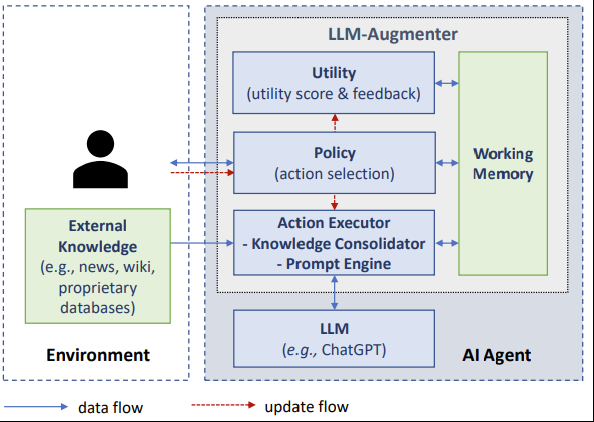 LLM-Augmenter
Utility
(utility score & feedback)
Policy
(action selection)
Working
Memory
External
Knowledge
(e.g., news, wiki,
proprietary
databases)
Action Executor
- Knowledge Consolidator
- Prompt Engine
LLM
(e.g., ChatGPT)
Environment
AI Agent
data flow
update flow